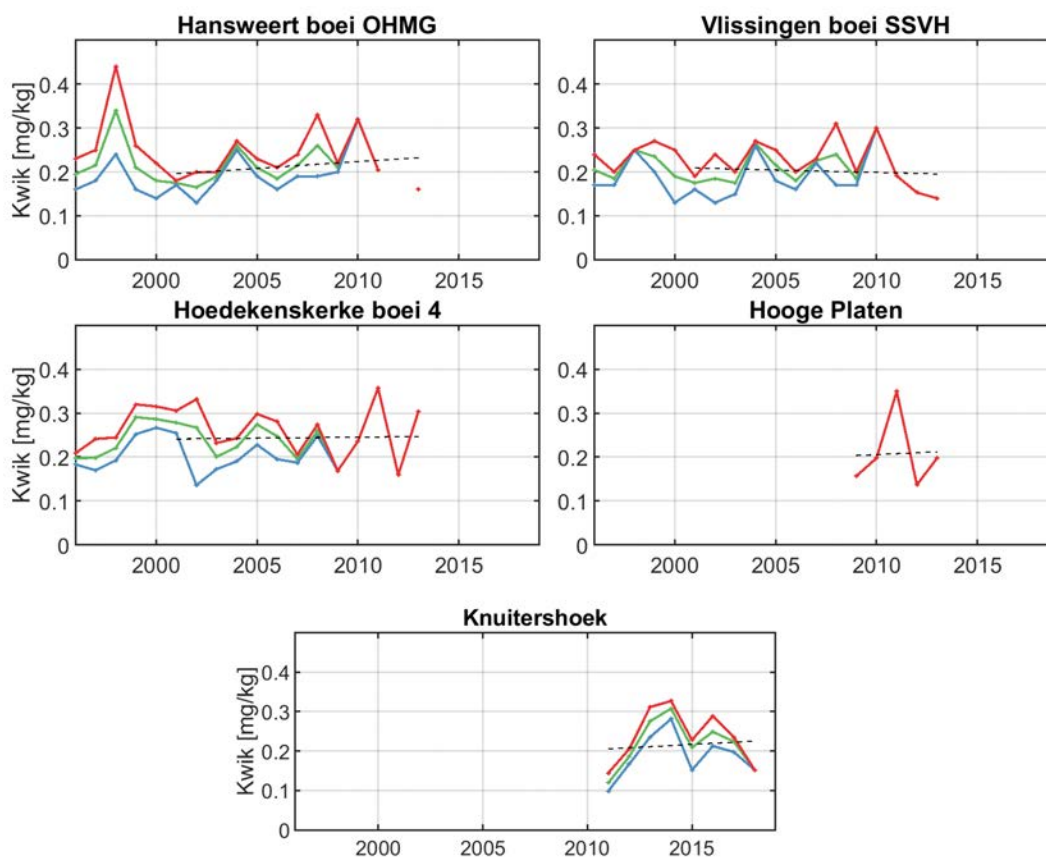 Hansweert boei OHMG
Kwik [mg/kg]
0.4
0.3
0.2
0.1
0
2000 2005 2010 2015
Vlissingen boei SSVH
0.4
0.3
0.2
0.1
0
2000 2005 2010 2015
Hoedekenskerke boei 4
Kwik [mg/kg]
0.4
0.3
0.2
0.1
0
2000 2005 2010 2015
Hooge Platen
0.4
0.3
0.2
0.1
0
2000 2005 2010 2015
Knuitershoek
Kwik [mg/kg]
0.4
0.3
0.2
0.1
0
2000 2005 2010 2015